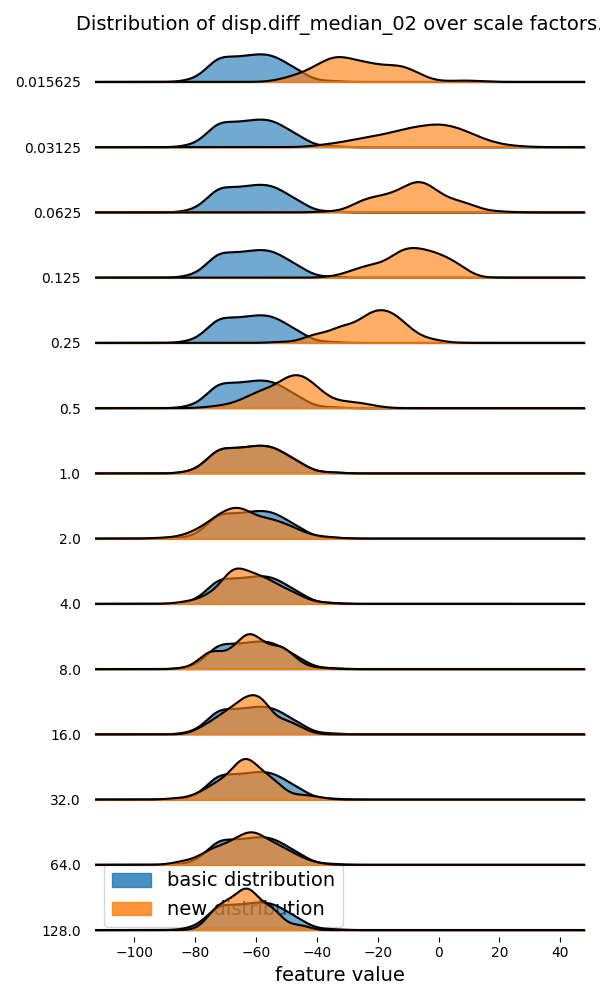 Distribution of disp.diff_median_02 over scale factors.
0.015625
0.03125
0.0625
0.125
0.25
0.5
1.0
2.0
4.0
8.0
16.0
32.0
64.0
basic distribution
new distribution
128.0
−100 −80 −60 −40 −20 0 20 40
feature value